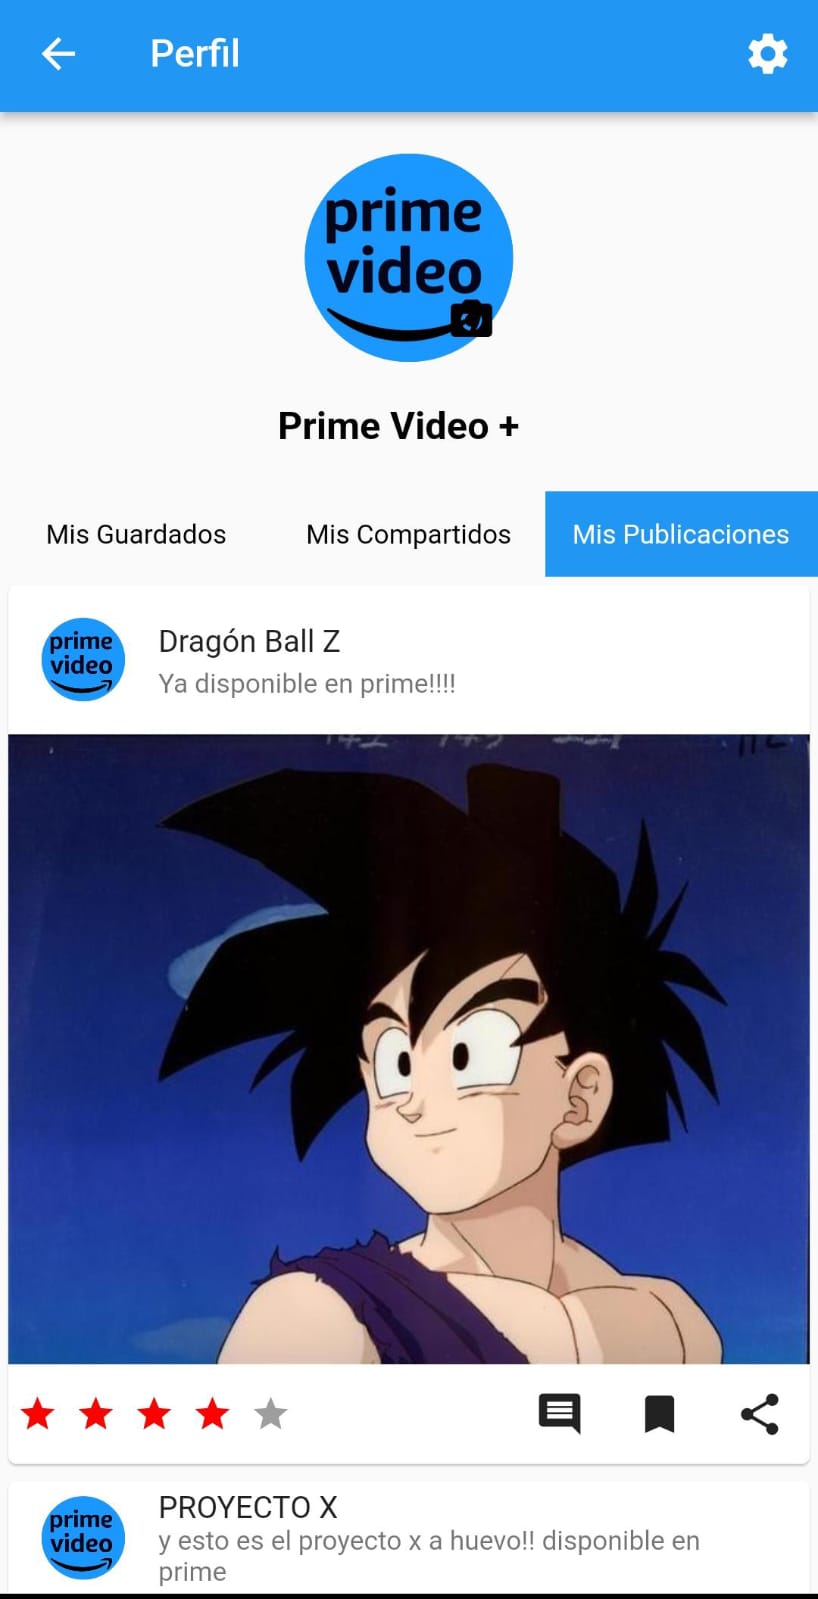 Perfil
prime
video
Prime Video +
Mis Guardados
Mis Compartidos
Mis Publicaciones
prime
video
Dragón Ball Z
Ya disponible en prime!!!!
prime
video
PROYECTO X
y esto es el proyecto x a huevo!! disponible en
prime